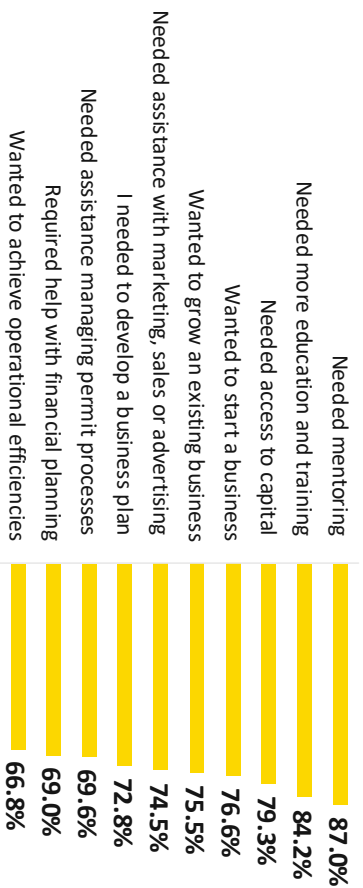 Needed mentoring 87.0%
Needed more education and training 84.2%
Needed access to capital 79.3%
Wanted to start a business 76.6%
Wanted to grow an existing business 75.5%
Needed assistance with marketing, sales or advertising 74.5%
I needed to develop a business plan 72.8%
Needed assistance managing permit processes 69.6%
Required help with financial planning 69.0%
Wanted to achieve operational efficiencies 66.8%